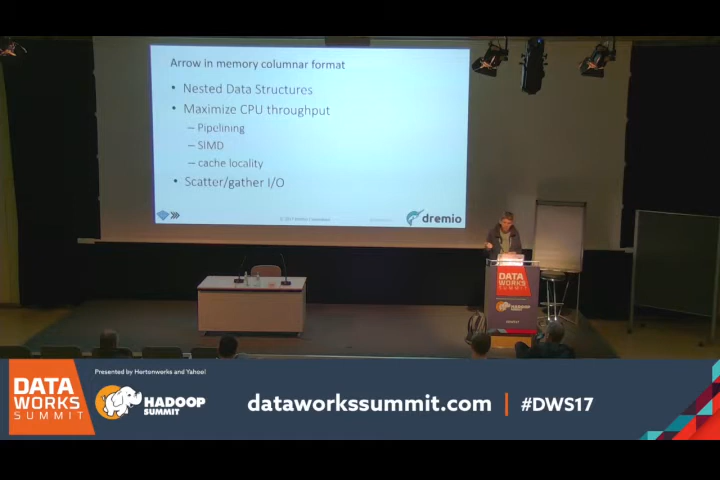 Arrow in memory columnar format
• Nested Data Structures
• Maximize CPU throughput
– Pipelining
– SIMD
– cache locality
• Scatter/gather I/O
dremio
DATA
WORKS
SUMMIT
HADOOP
DATA
WORKS
SUMMIT
Presented by Hortonworks and Yahoo!
HADOOP
SUMMIT
dataworkssummit.com | #DWS17